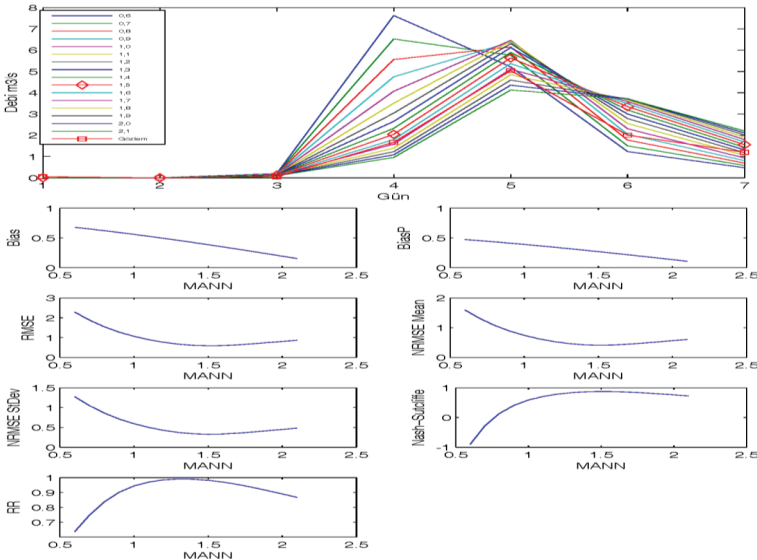 8
7
6
5
4
3
2
1
0
Debi m3/s
0,6
0,7
0,8
0,9
1,0
1,1
1,2
1,3
1,4
1,5
1,6
1,7
1,8
1,9
2,0
2,1
Gözlem
1 2 3 4 5 6 7
Gün
Bias
1
0.5
0
0.5 1 1.5 2 2.5
MANN
BiasP
1
0.5
0
0.5 1 1.5 2 2.5
MANN
RMSE
3
2
1
0
0.5 1 1.5 2 2.5
MANN
NRMSE Mean
2
1
0
0.5 1 1.5 2 2.5
MANN
NRMSE StDev
1.5
1
0.5
0
0.5 1 1.5 2 2.5
MANN
Nash-Sutcliffe
1
0
-1
0.5 1 1.5 2 2.5
MANN
RR
1
0.9
0.8
0.7
0.5 1 1.5 2 2.5
MANN